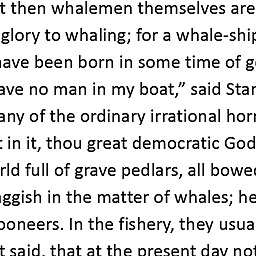 t then whalemen themselves are
glory to whaling; for a whale-ship
have been born in some time of g
ave no man in my boat,” said Star
any of the ordinary irrational horr
t in it, thou great democratic God
rld full of grave pedlars, all bowe
ggish in the matter of whales; he
ooneers. In the fishery, they usua
t said, that at the present day not